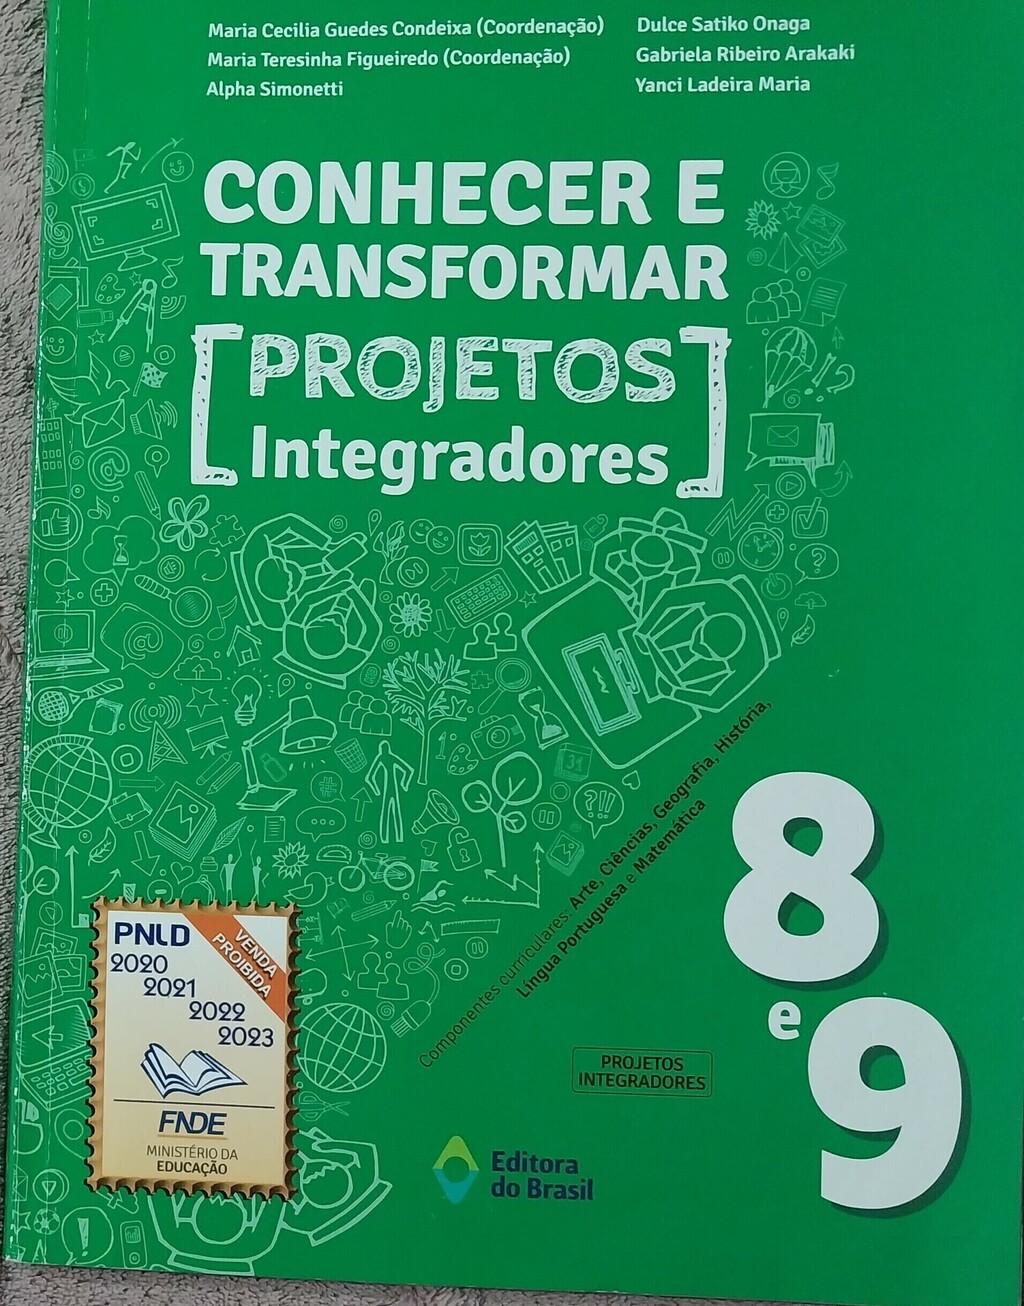 Maria Cecilia Guedes Condeixa (Coordenação)
Maria Teresinha Figueiredo (Coordenação)
Alpha Simonetti
Dulce Satiko Onaga
Gabriela Ribeiro Arakaki
Yanci Ladeira Maria
CONHECER E
TRANSFORMAR
[PROJETOS
Integradores]
Componentes curriculares: Arte, Ciências, Geografia, História,
Língua Portuguesa e Matemática
8
e
9
PROJETOS
INTEGRADORES
PNLD
2020
2021
2022
2023
VENDA
PROIBIDA
FNDE
MINISTÉRIO DA
EDUCAÇÃO
Editora
do Brasil